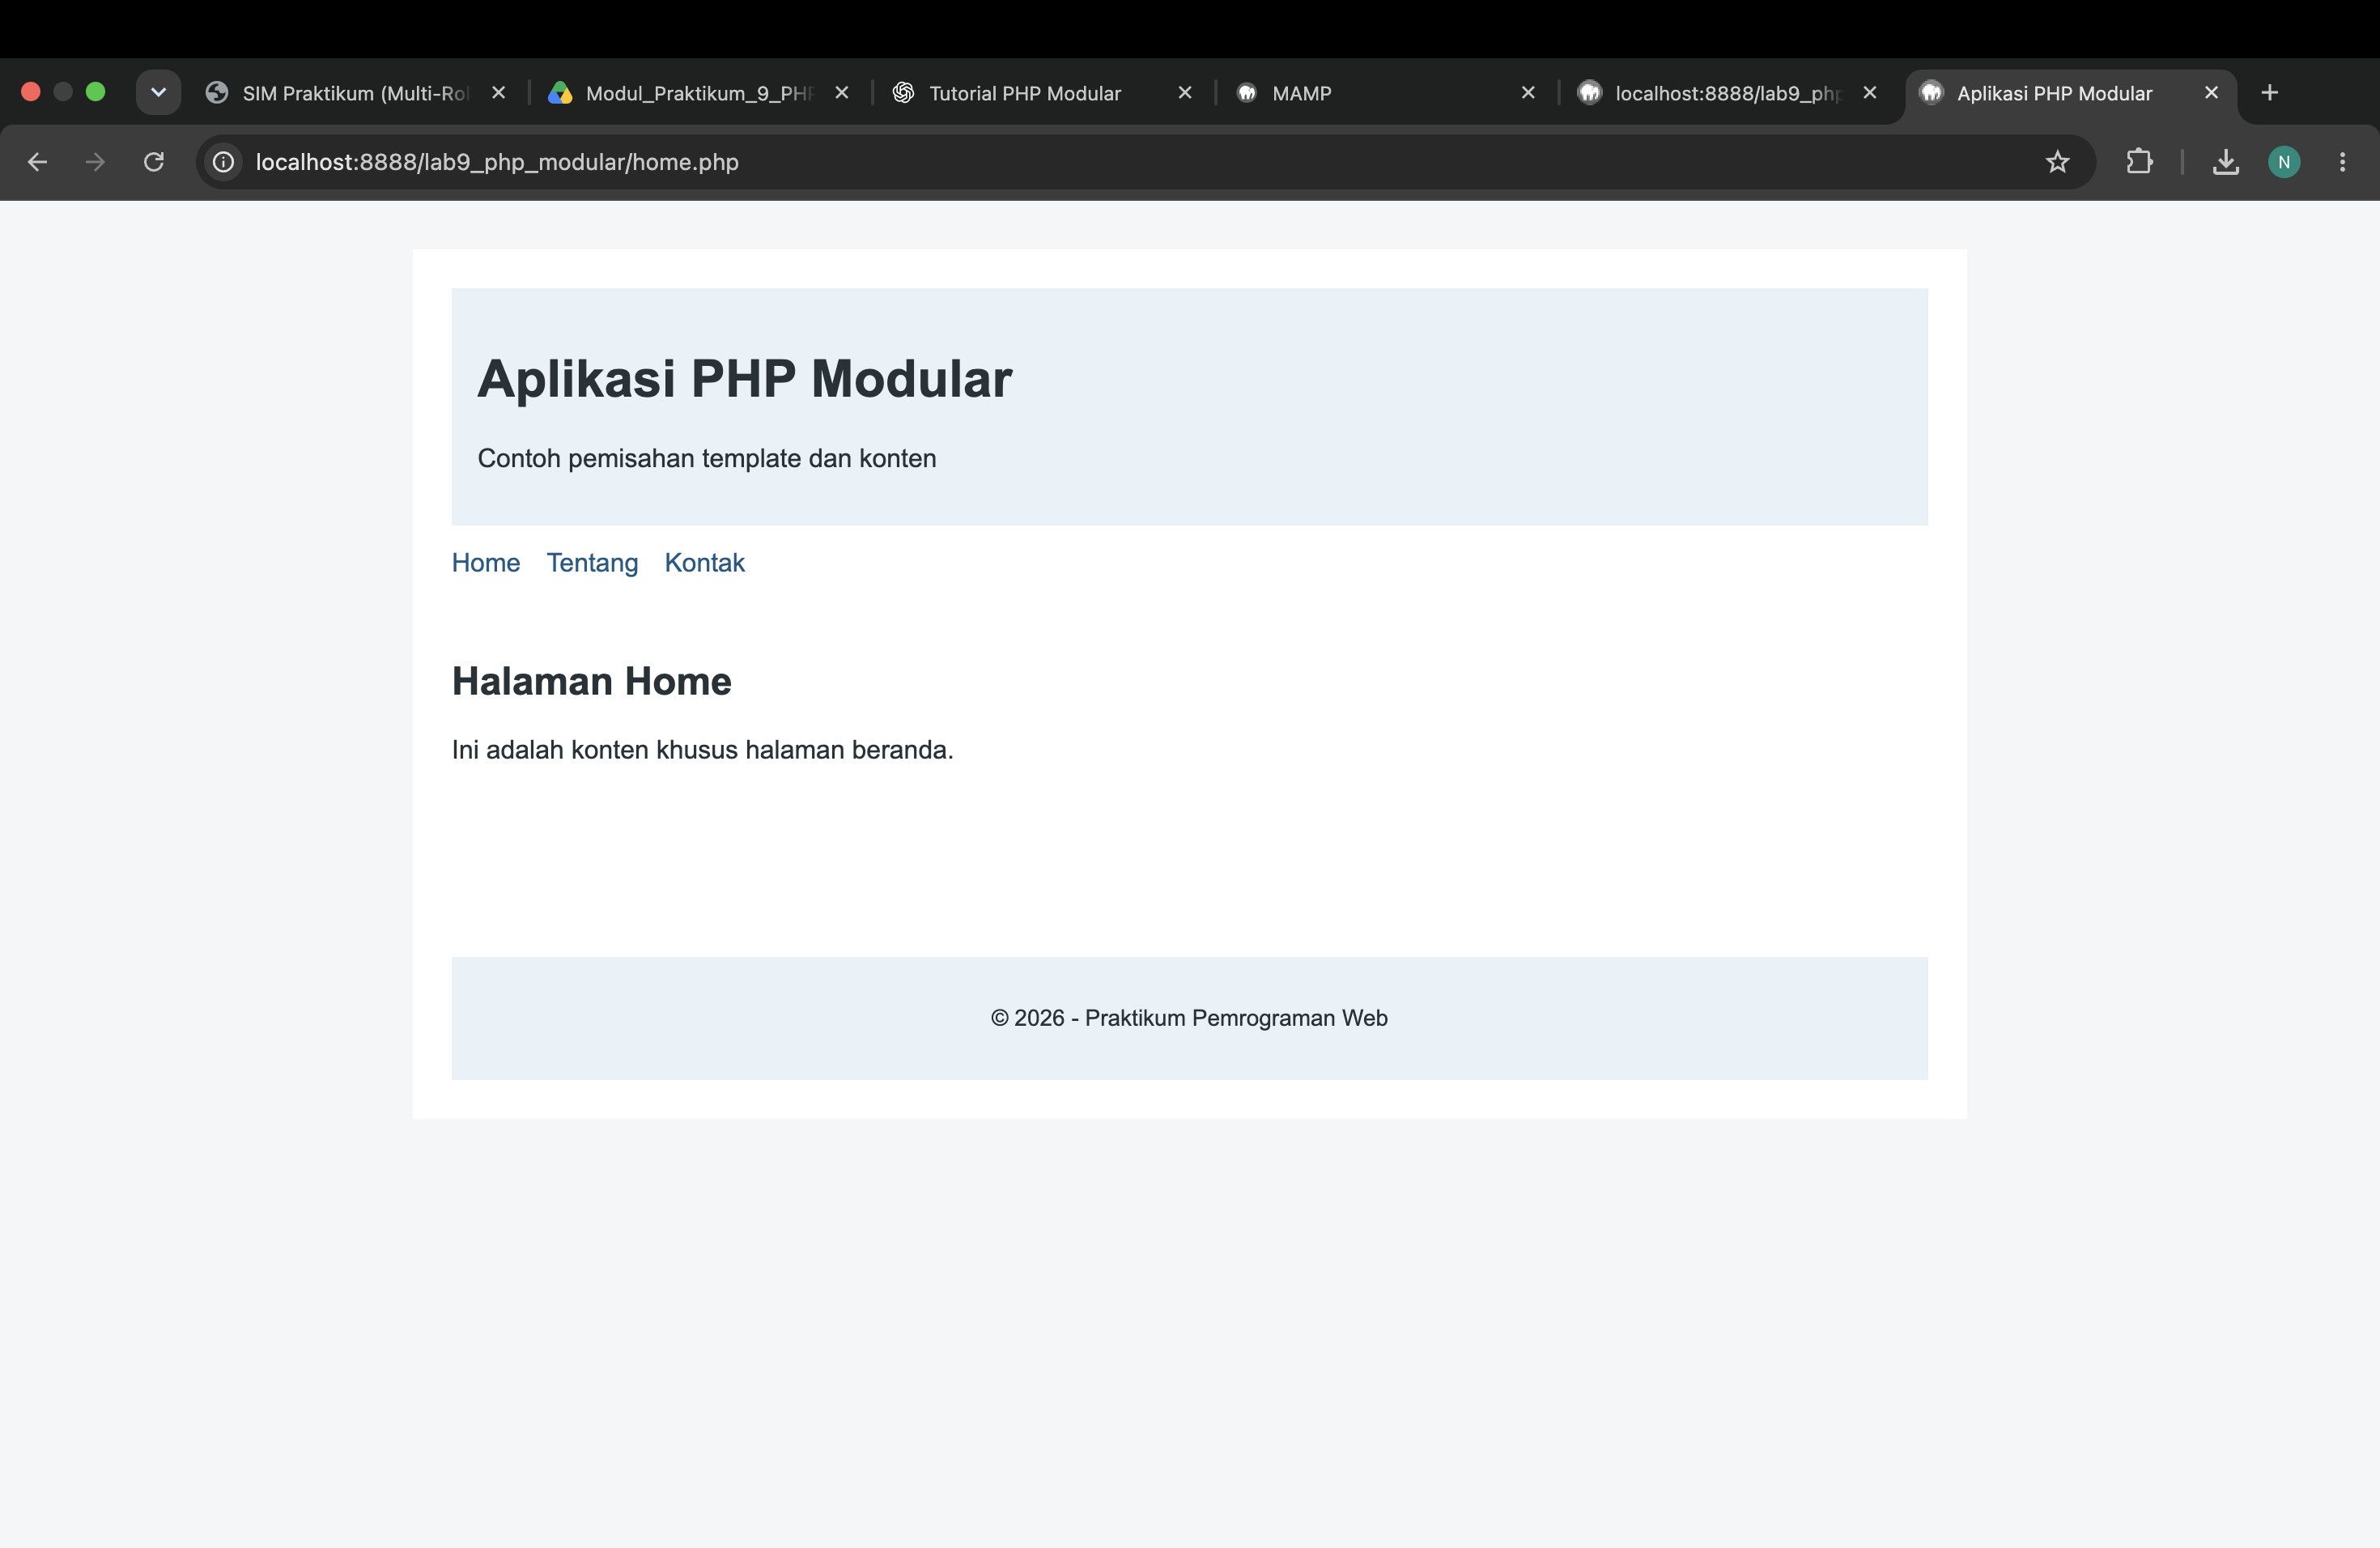 SIM Praktikum (Multi-Rol
Modul_Praktikum_9_PHP
Tutorial PHP Modular
MAMP
localhost:8888/lab9_php
Aplikasi PHP Modular
localhost:8888/lab9_php_modular/home.php
N
Aplikasi PHP Modular
Contoh pemisahan template dan konten
Home Tentang Kontak
Halaman Home
Ini adalah konten khusus halaman beranda.
© 2026 - Praktikum Pemrograman Web